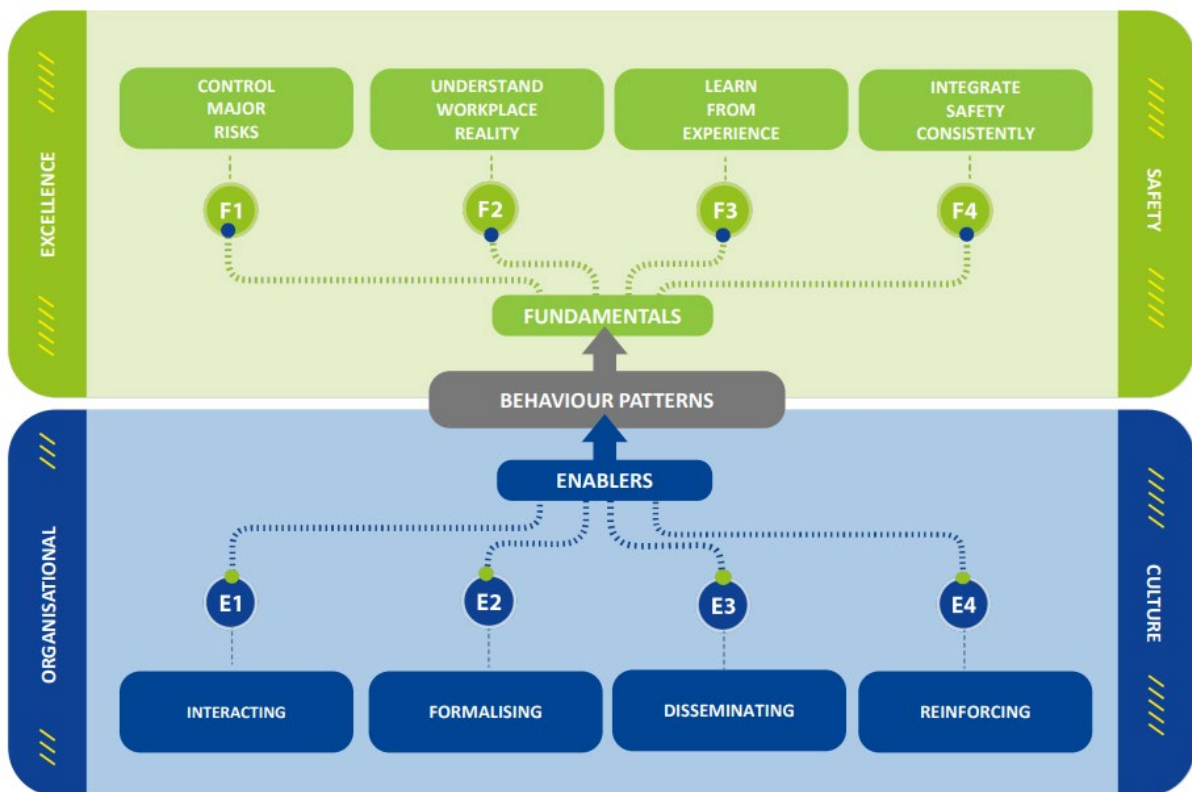 EXCELLENCE
CONTROL
MAJOR
RISKS
UNDERSTAND
WORKPLACE
REALITY
LEARN
FROM
EXPERIENCE
INTEGRATE
SAFETY
CONSISTENTLY
SAFETY
F1
F2
F3
F4
FUNDAMENTALS
BEHAVIOUR PATTERNS
ENABLERS
ORGANISATIONAL
E1
E2
E3
E4
CULTURE
INTERACTING
FORMALISING
DISSEMINATING
REINFORCING